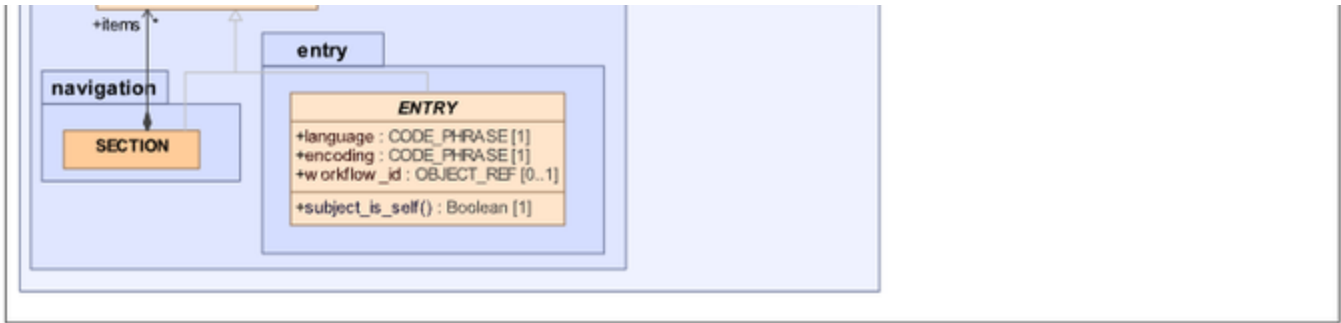 +items *
entry
navigation
ENTRY
SECTION
+language : CODE_PHRASE [1]
+encoding : CODE_PHRASE [1]
+workflow_id : OBJECT_REF [0..1]
+subject_is_self() : Boolean [1]